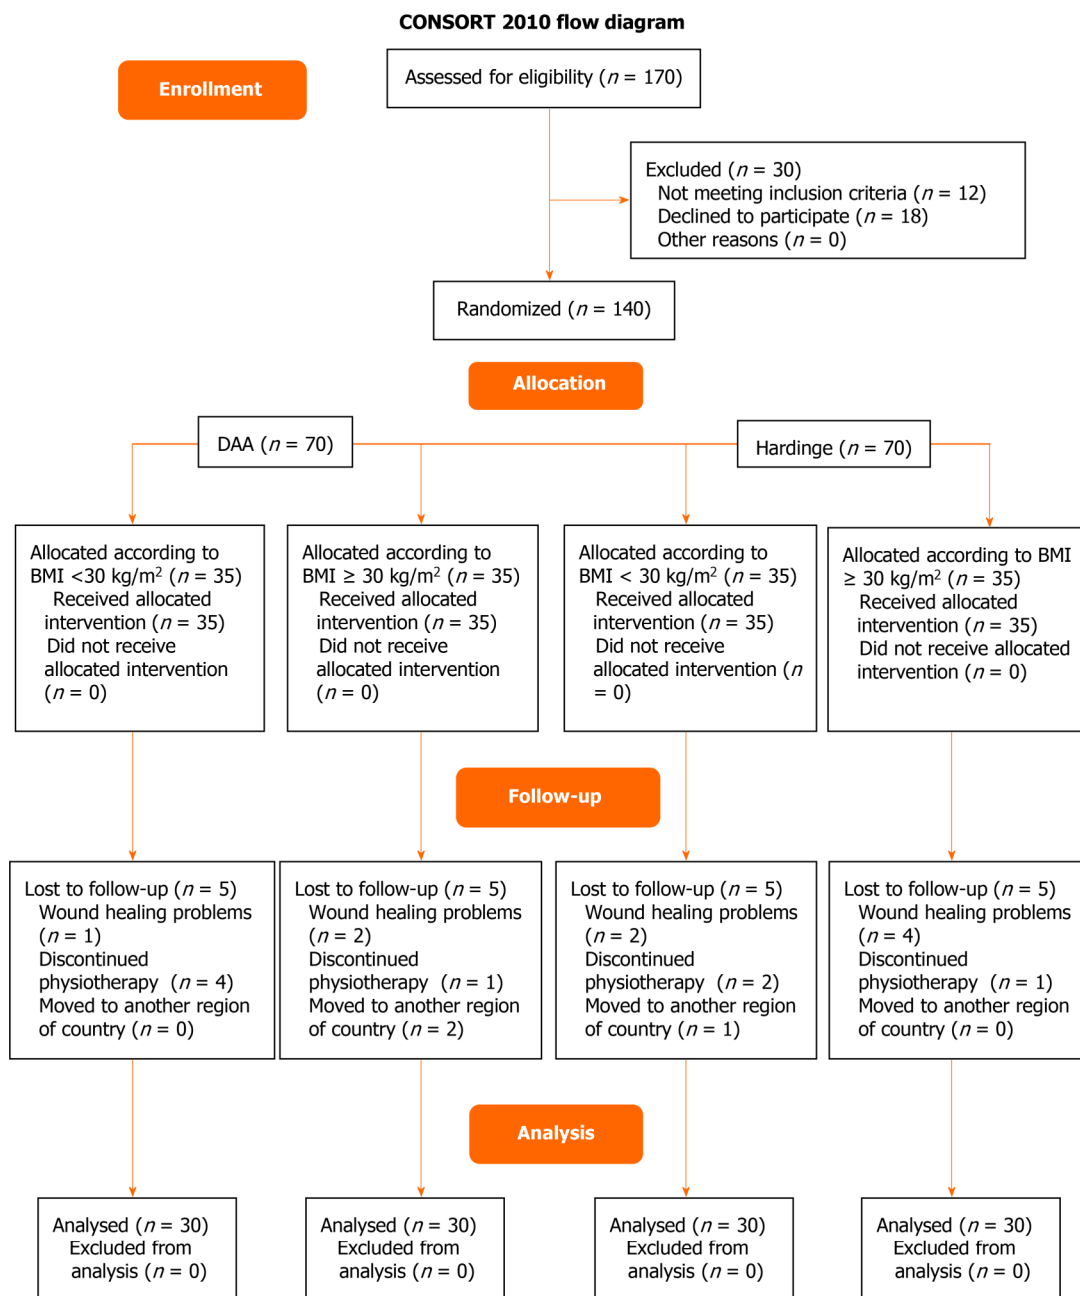 CONSORT 2010 flow diagram
Enrollment
Assessed for eligibility (n = 170)
Excluded (n = 30)
Not meeting inclusion criteria (n = 12)
Declined to participate (n = 18)
Other reasons (n = 0)
Randomized (n = 140)
Allocation
DAA (n = 70)
Hardinge (n = 70)
Allocated according to
BMI <30 kg/m² (n = 35)
Received allocated
intervention (n = 35)
Did not receive
allocated intervention
(n = 0)
Allocated according to
BMI ≥ 30 kg/m² (n = 35)
Received allocated
intervention (n = 35)
Did not receive
allocated intervention
(n = 0)
Allocated according to
BMI < 30 kg/m² (n = 35)
Received allocated
intervention (n = 35)
Did not receive
allocated intervention (n
= 0)
Allocated according to BMI
≥ 30 kg/m² (n = 35)
Received allocated
intervention (n = 35)
Did not receive allocated
intervention (n = 0)
Follow-up
Lost to follow-up (n = 5)
Wound healing problems
(n = 1)
Discontinued
physiotherapy (n = 4)
Moved to another region
of country (n = 0)
Lost to follow-up (n = 5)
Wound healing problems
(n = 2)
Discontinued
physiotherapy (n = 1)
Moved to another region
of country (n = 2)
Lost to follow-up (n = 5)
Wound healing problems
(n = 2)
Discontinued
physiotherapy (n = 2)
Moved to another region
of country (n = 1)
Lost to follow-up (n = 5)
Wound healing problems
(n = 4)
Discontinued
physiotherapy (n = 1)
Moved to another region
of country (n = 0)
Analysis
Analysed (n = 30)
Excluded from
analysis (n = 0)
Analysed (n = 30)
Excluded from
analysis (n = 0)
Analysed (n = 30)
Excluded from
analysis (n = 0)
Analysed (n = 30)
Excluded from
analysis (n = 0)